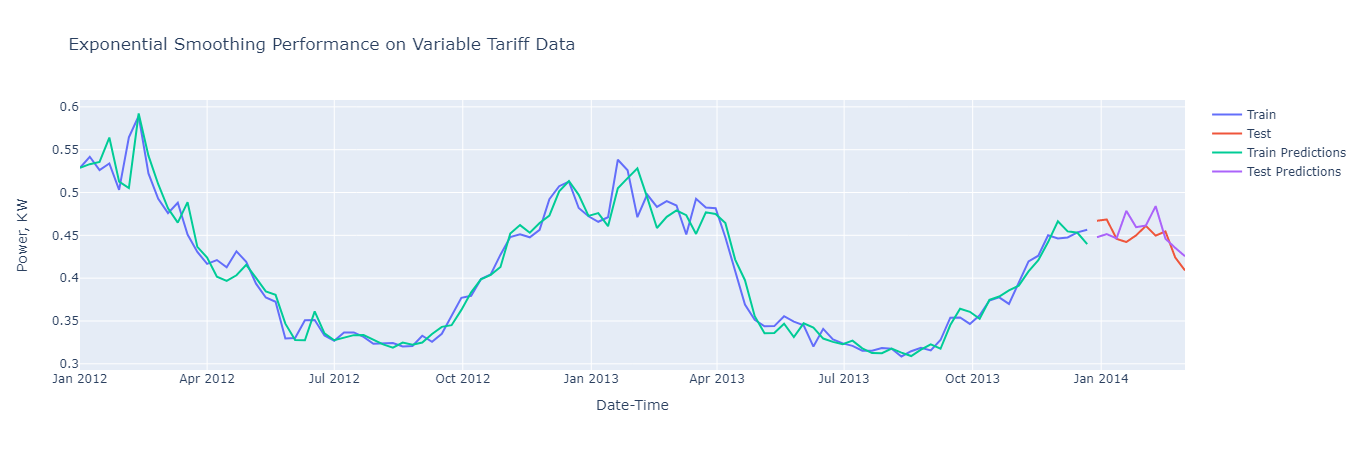 Exponential Smoothing Performance on Variable Tariff Data
0.6
0.55
0.5
0.45
0.4
0.35
0.3
Power, KW
Jan 2012
Apr 2012
Jul 2012
Oct 2012
Jan 2013
Apr 2013
Jul 2013
Oct 2013
Jan 2014
Date-Time
Train
Test
Train Predictions
Test Predictions